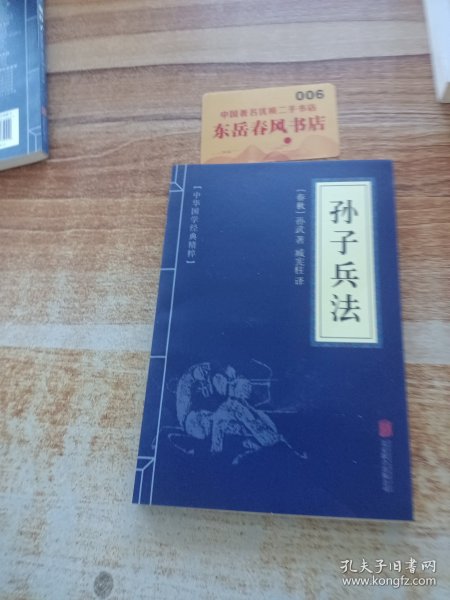 006
中国著名连锁二手书店
东岳春风书店
孙子兵法
[春秋]孙武 著 臧宪柱 译
【中华国学经典精粹】
孔夫子旧书网
www.kongfz.com